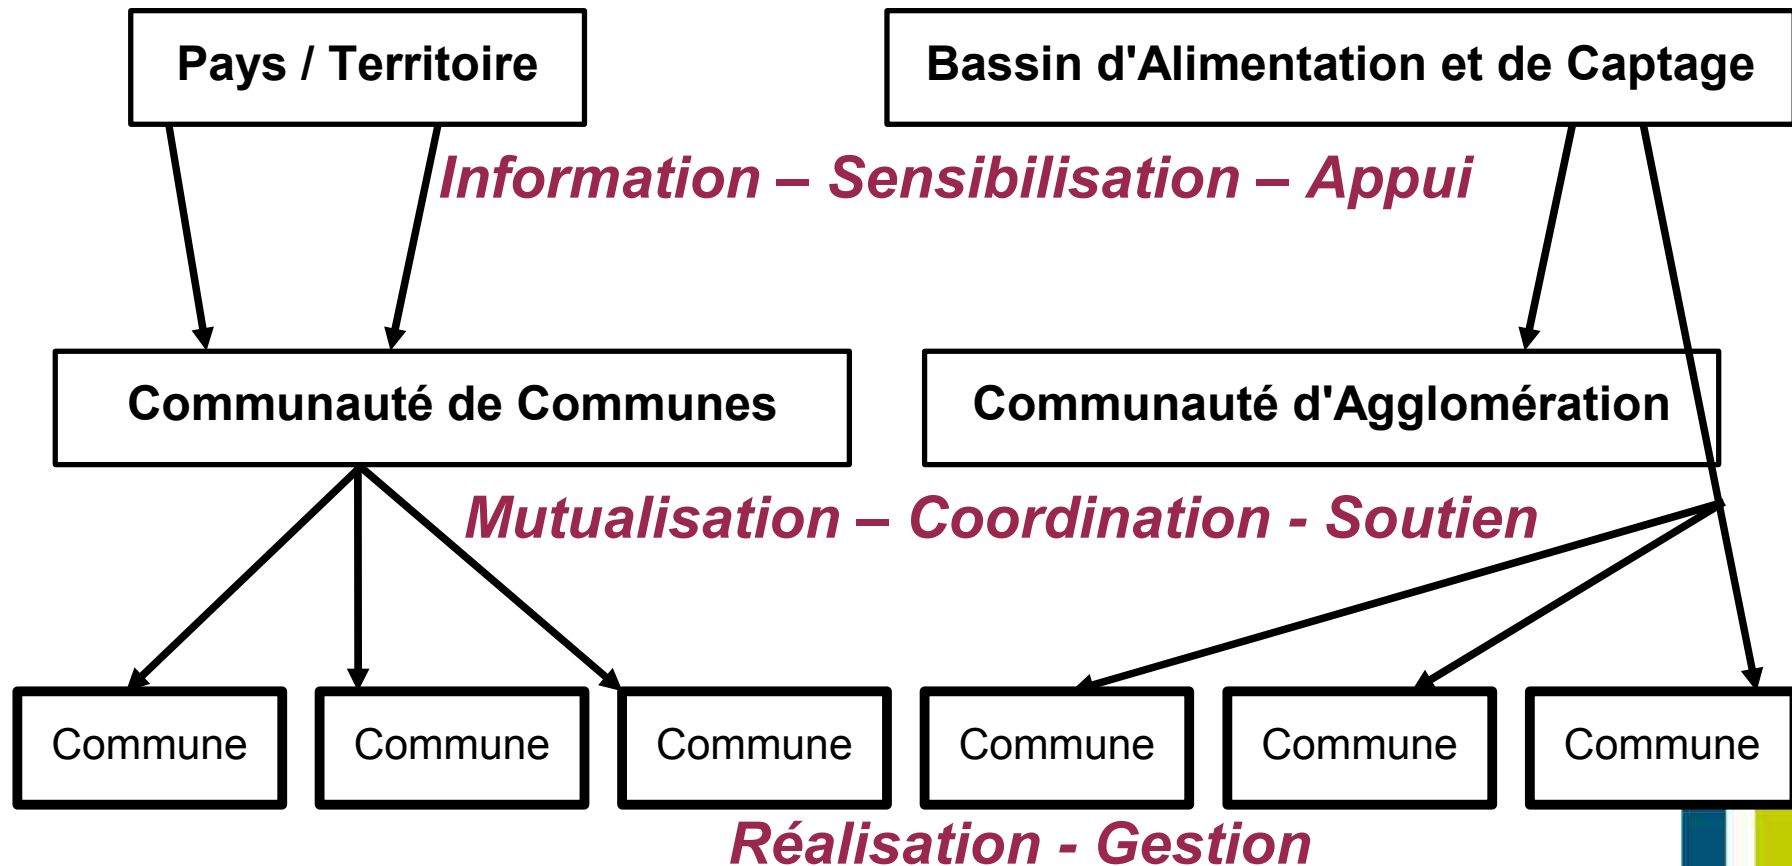 Pays / Territoire
Bassin d'Alimentation et de Captage
Information – Sensibilisation – Appui
Communauté de Communes
Communauté d'Agglomération
Mutualisation – Coordination - Soutien
Commune
Commune
Commune
Commune
Commune
Commune
Réalisation - Gestion